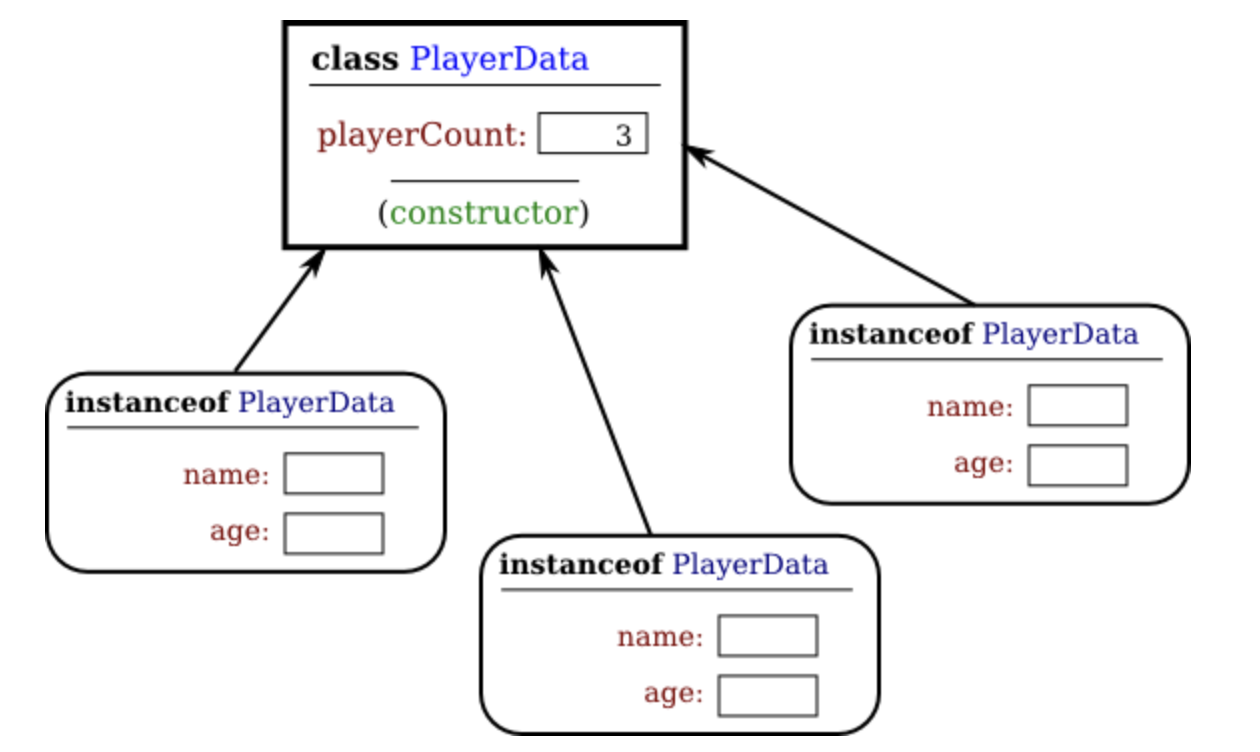 class PlayerData
playerCount: 3
(constructor)
instanceof PlayerData
name:
age:
instanceof PlayerData
name:
age:
instanceof PlayerData
name:
age: